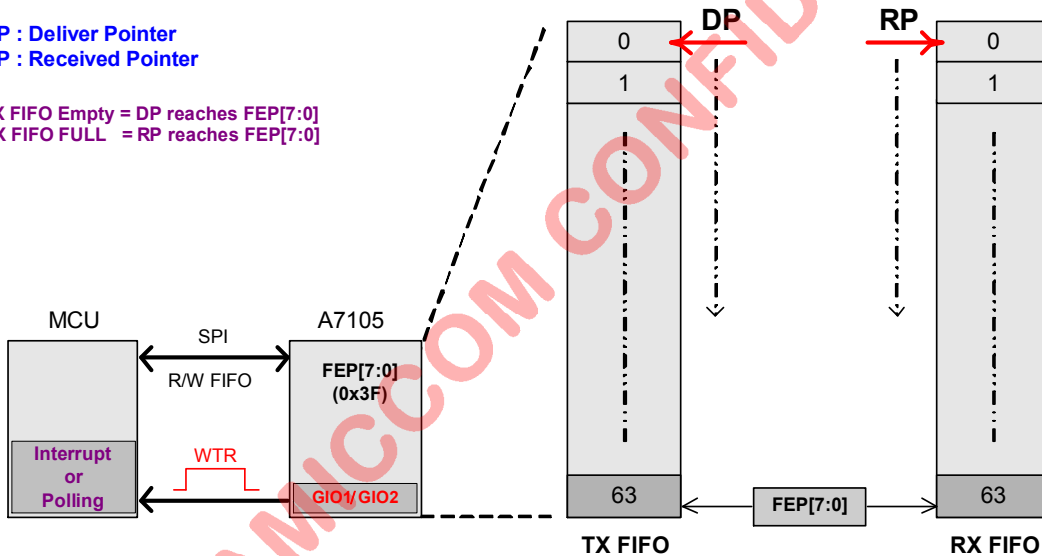 P : Deliver Pointer
P : Received Pointer
X FIFO Empty = DP reaches FEP[7:0]
X FIFO FULL = RP reaches FEP[7:0]
DP
RP
0
0
1
1
MCU
A7105
SPI
R/W FIFO
FEP[7:0]
(0x3F)
Interrupt
or
Polling
WTR
GIO1/GIO2
63
FEP[7:0]
63
TX FIFO
RX FIFO
AMICCOM CONFID